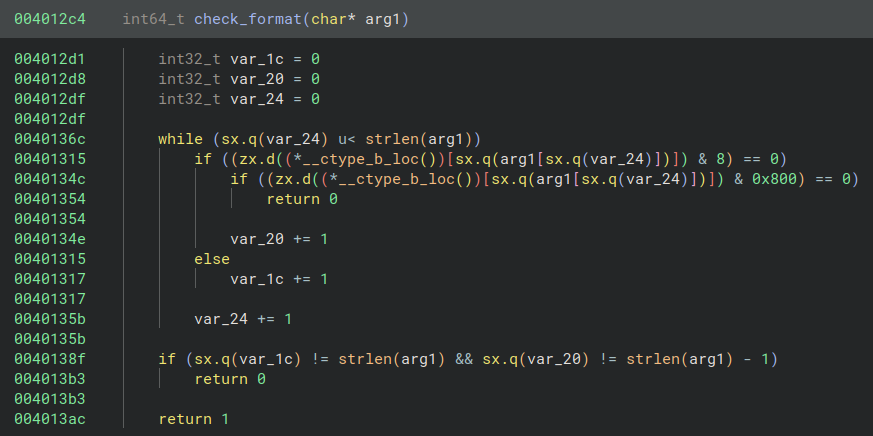 004012c4 int64_t check_format(char* arg1)
004012d1 int32_t var_1c = 0
004012d8 int32_t var_20 = 0
004012df int32_t var_24 = 0
004012df
0040136c while (sx.q(var_24) u< strlen(arg1))
00401315 if ((zx.d((*__ctype_b_loc())[sx.q(arg1[sx.q(var_24)])]) & 8) == 0)
0040134c if ((zx.d((*__ctype_b_loc())[sx.q(arg1[sx.q(var_24)])]) & 0x800) == 0)
00401354 return 0
00401354
0040134e var_20 += 1
00401315 else
00401317 var_1c += 1
00401317
0040135b var_24 += 1
0040135b
0040138f if (sx.q(var_1c) != strlen(arg1) && sx.q(var_20) != strlen(arg1) - 1)
004013b3 return 0
004013b3
004013ac return 1